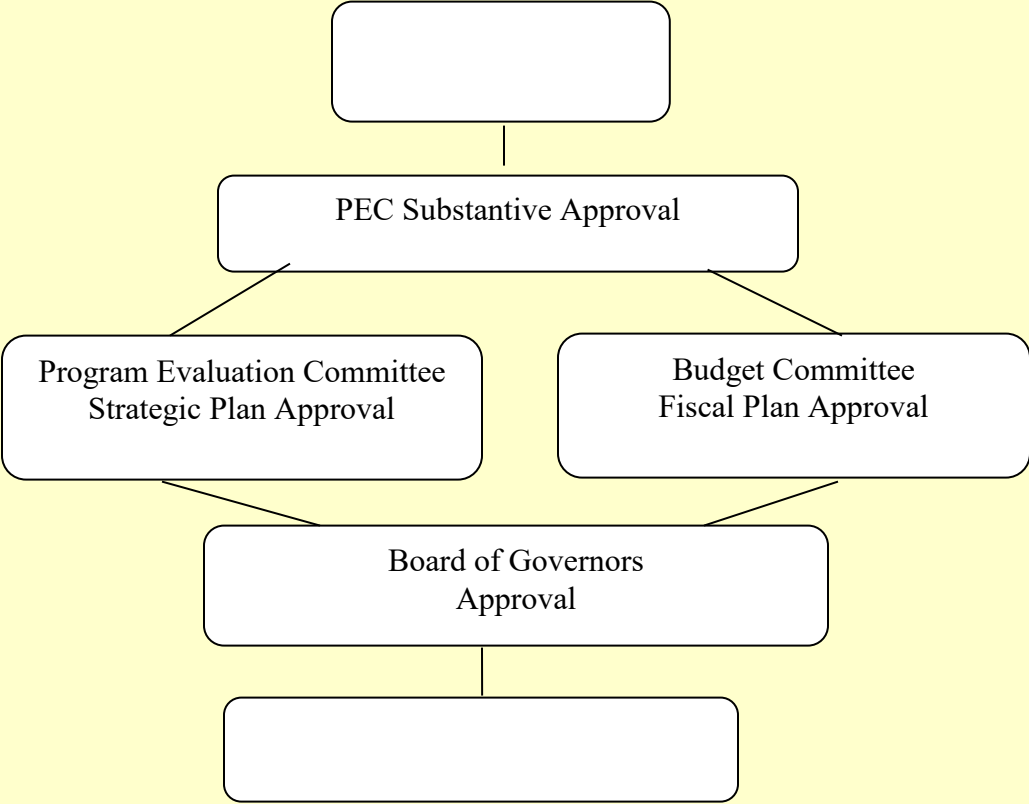 PEC Substantive Approval
Program Evaluation Committee
Strategic Plan Approval
Budget Committee
Fiscal Plan Approval
Board of Governors
Approval